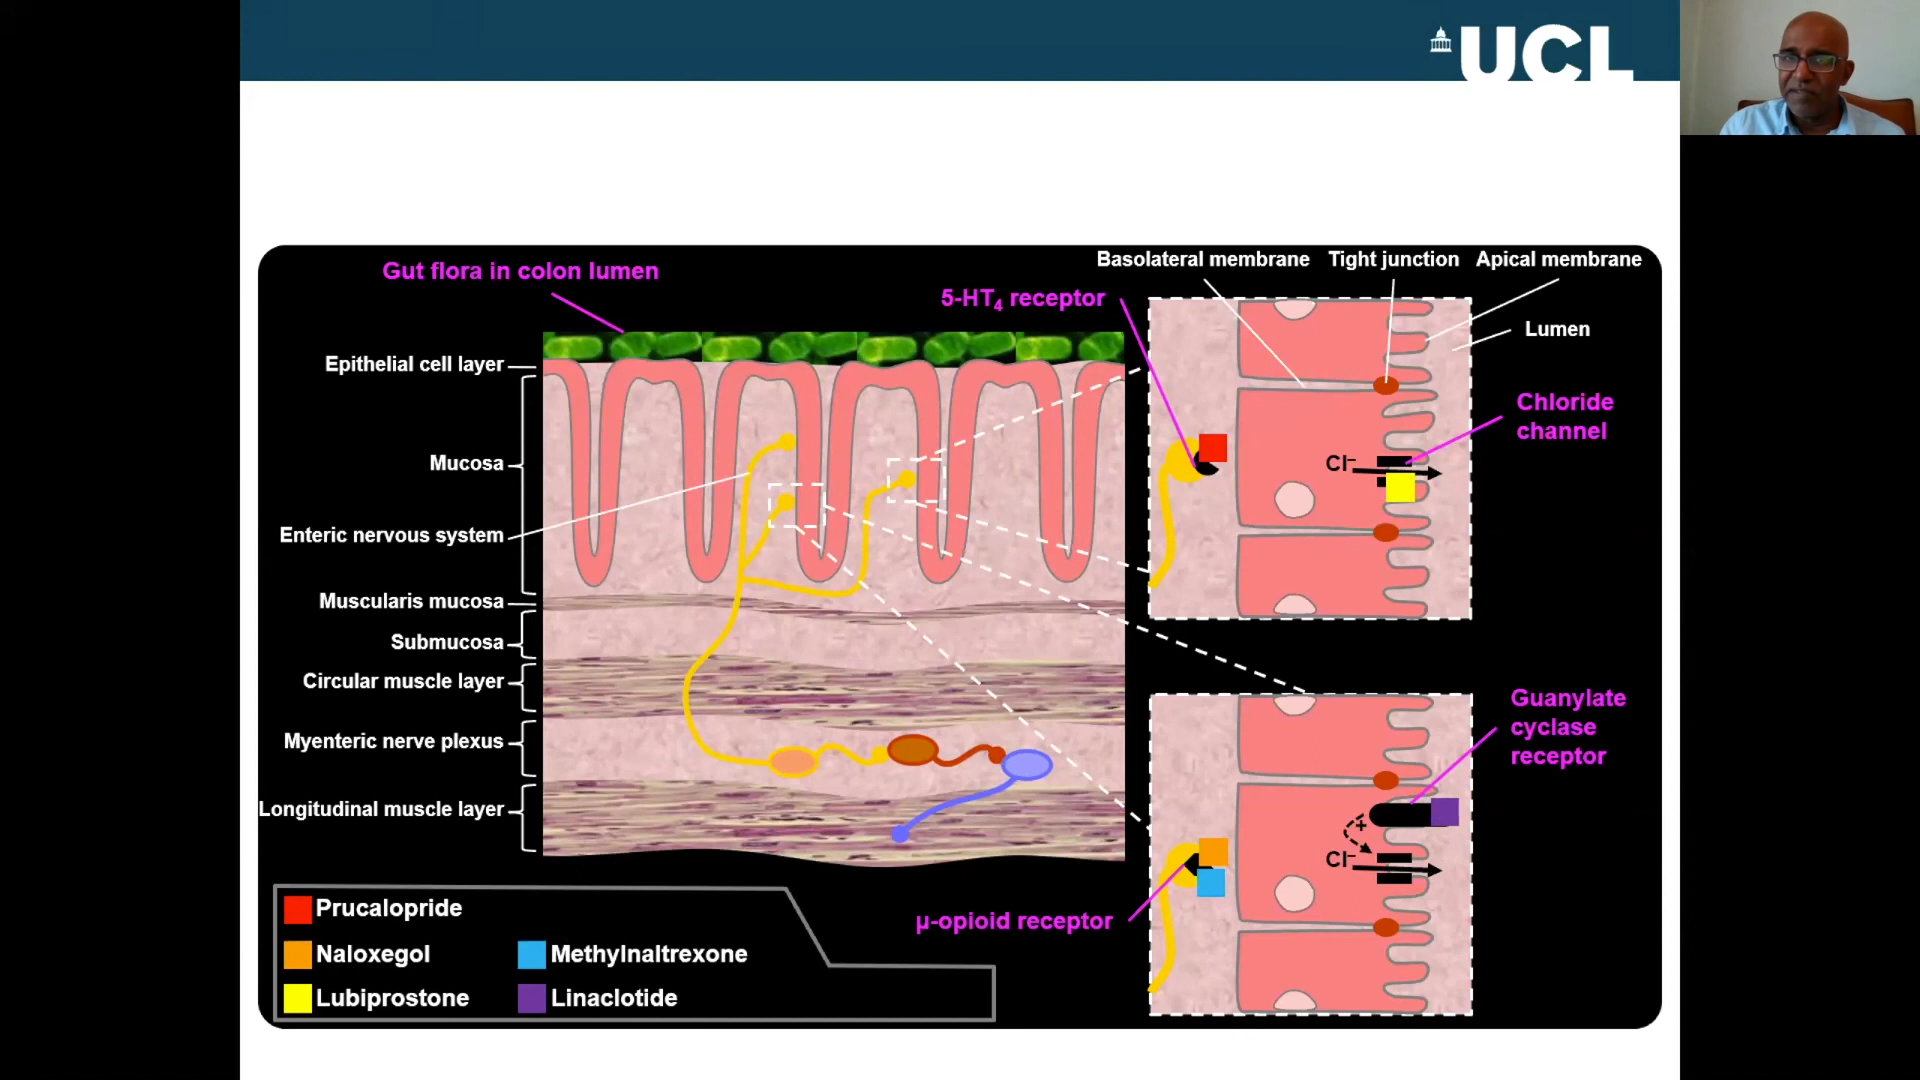 UCL
Gut flora in colon lumen
Basolateral membrane
Tight junction
Apical membrane
5-HT4 receptor
Lumen
Epithelial cell layer
Chloride
channel
Mucosa
Cl–
Enteric nervous system
Muscularis mucosa
Submucosa
Circular muscle layer
Guanylate
cyclase
receptor
Myenteric nerve plexus
Longitudinal muscle layer
+
Cl–
μ-opioid receptor
Prucalopride
Naloxegol
Methylnaltrexone
Lubiprostone
Linaclotide